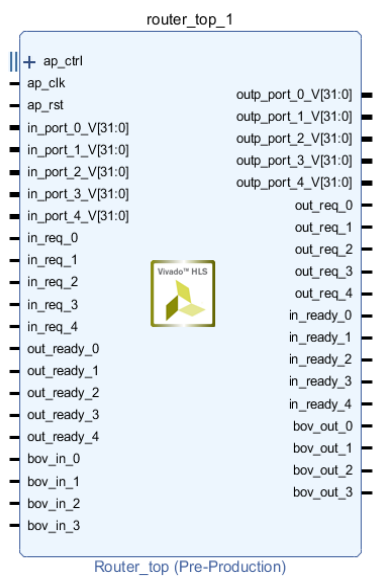 router_top_1
+ ap_ctrl
ap_clk
ap_rst
in_port_0_V[31:0]
in_port_1_V[31:0]
in_port_2_V[31:0]
in_port_3_V[31:0]
in_port_4_V[31:0]
in_req_0
in_req_1
in_req_2
in_req_3
in_req_4
out_ready_0
out_ready_1
out_ready_2
out_ready_3
out_ready_4
bov_in_0
bov_in_1
bov_in_2
bov_in_3
Vivado™ HLS
outp_port_0_V[31:0]
outp_port_1_V[31:0]
outp_port_2_V[31:0]
outp_port_3_V[31:0]
outp_port_4_V[31:0]
out_req_0
out_req_1
out_req_2
out_req_3
out_req_4
in_ready_0
in_ready_1
in_ready_2
in_ready_3
in_ready_4
bov_out_0
bov_out_1
bov_out_2
bov_out_3
Router_top (Pre-Production)